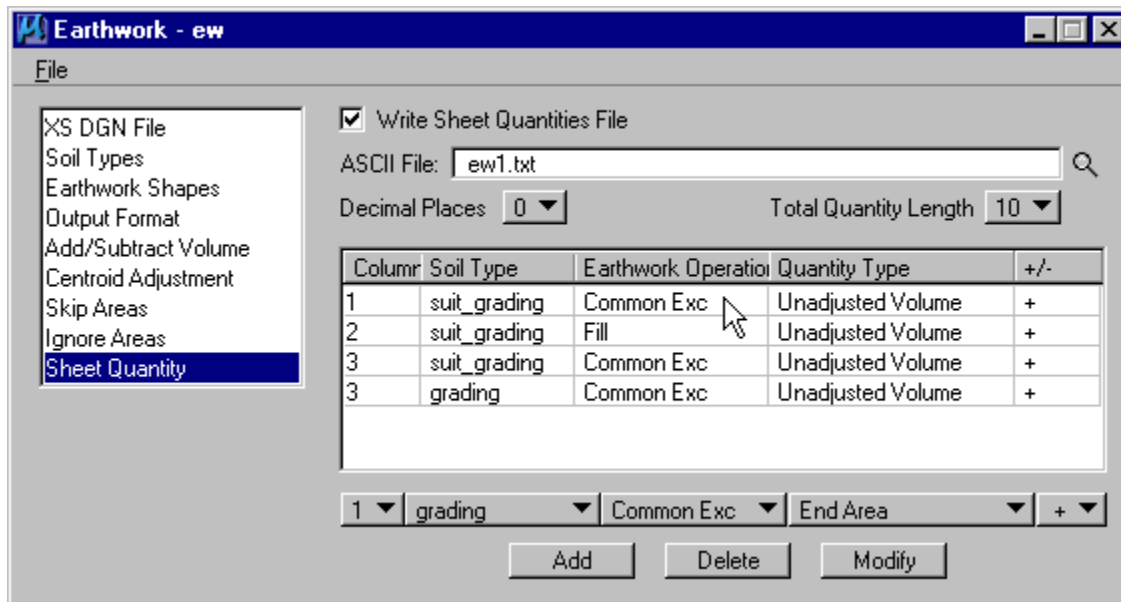 Earthwork - ew
File
XS DGN File
Soil Types
Earthwork Shapes
Output Format
Add/Subtract Volume
Centroid Adjustment
Skip Areas
Ignore Areas
Sheet Quantity
Write Sheet Quantities File
ASCII File: ew1.txt
Decimal Places 0 Total Quantity Length 10
Columr Soil Type Earthwork Operatio Quantity Type +/-
1 suit_grading Common Exc Unadjusted Volume +
2 suit_grading Fill Unadjusted Volume +
3 suit_grading Common Exc Unadjusted Volume +
3 grading Common Exc Unadjusted Volume +
1 grading Common Exc End Area +
Add Delete Modify